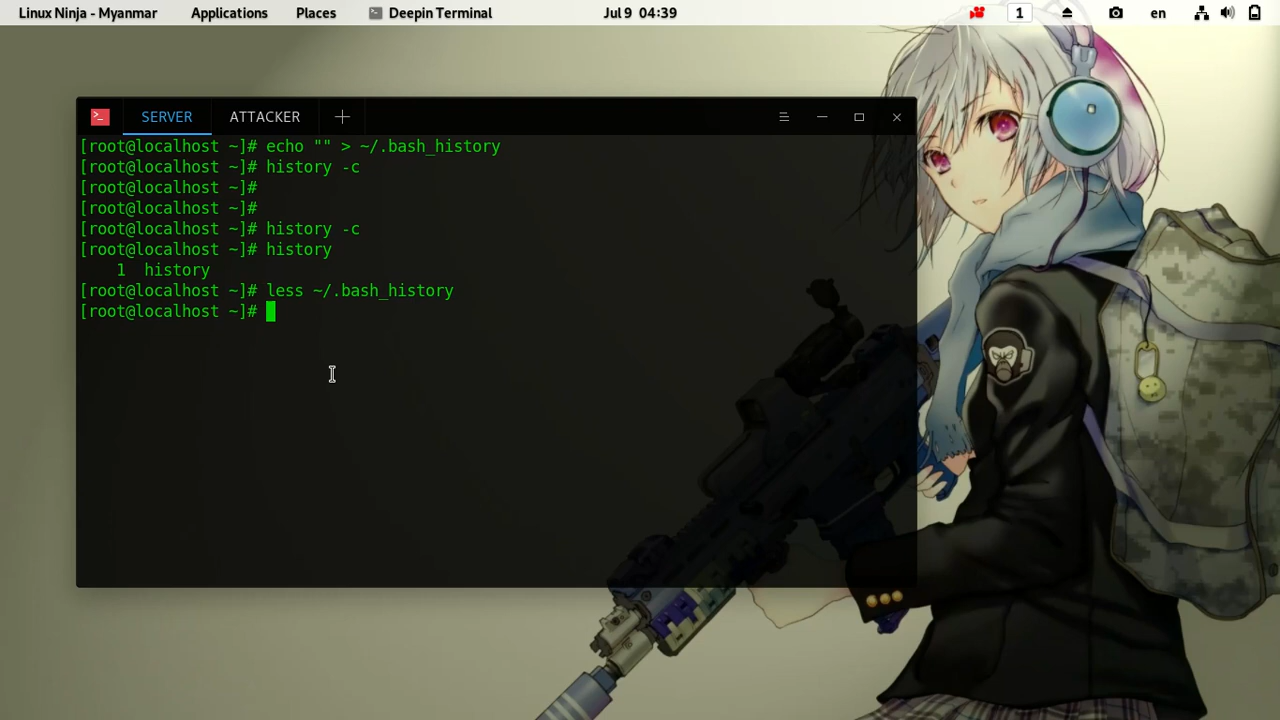 Linux Ninja - Myanmar Applications Places Deepin Terminal Jul 9 04:39 1 en
SERVER ATTACKER
[root@localhost ~]# echo "" > ~/.bash_history
[root@localhost ~]# history -c
[root@localhost ~]#
[root@localhost ~]#
[root@localhost ~]# history -c
[root@localhost ~]# history
    1  history
[root@localhost ~]# less ~/.bash_history
[root@localhost ~]#